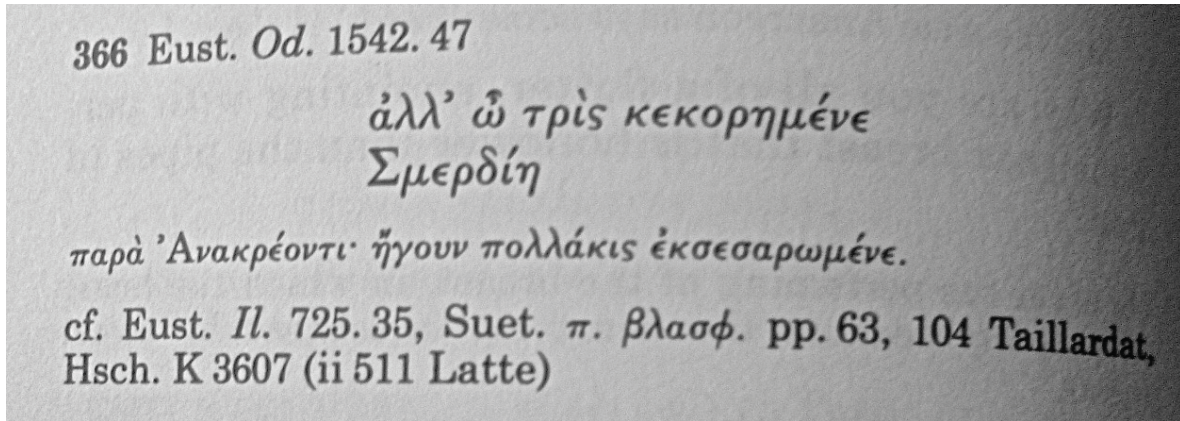 366 Eust. Od. 1542. 47
ἀλλ’ ὦ τρὶς κεκορημένε
Σμερδίη
παρὰ Ἀνακρέοντι· ἤγουν πολλάκις ἐκσεσαρωμένε.
cf. Eust. Il. 725. 35, Suet. π. βλασφ. pp. 63, 104 Taillardat,
Hsch. K 3607 (ii 511 Latte)